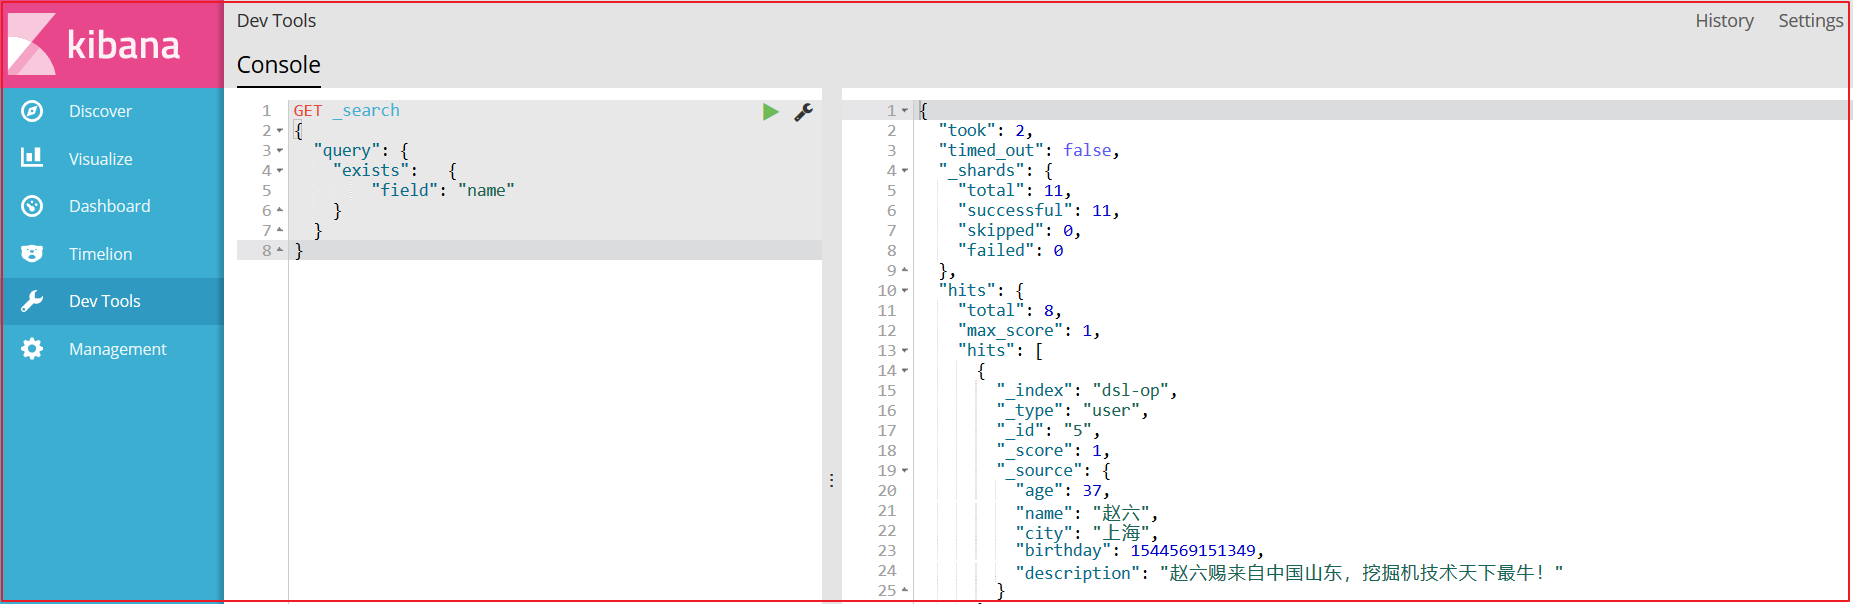 kibana
Discover
Visualize
Dashboard
Timelion
Dev Tools
Management
Dev Tools
History Settings
Console
1 GET _search
2 {
3 "query": {
4 "exists": {
5 "field": "name"
6 }
7 }
8 }
1 {
2 "took": 2,
3 "timed_out": false,
4 "_shards": {
5 "total": 11,
6 "successful": 11,
7 "skipped": 0,
8 "failed": 0
9 },
10 "hits": {
11 "total": 8,
12 "max_score": 1,
13 "hits": [
14 {
15 "_index": "dsl-op",
16 "_type": "user",
17 "_id": "5",
18 "_score": 1,
19 "_source": {
20 "age": 37,
21 "name": "赵六",
22 "city": "上海",
23 "birthday": 1544569151349,
24 "description": "赵六赐来自中国山东，挖掘机技术天下最牛！"
25 }